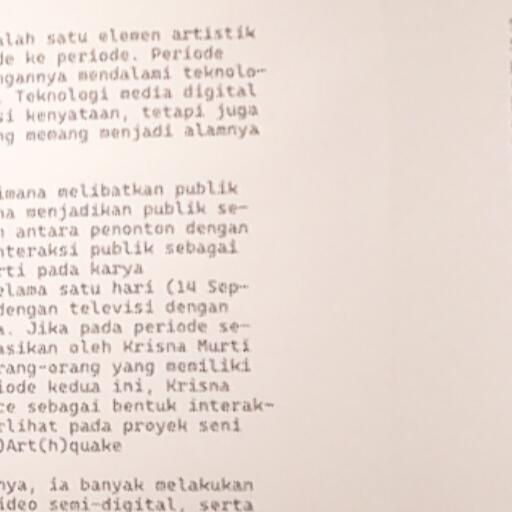 alah satu elemen artistik
de ke periode. Periode
ngannya mendalami teknolo-
. Teknologi media digital
si kenyataan, tetapi juga
ng memang menjadi alamnya
imana melibatkan publik
na menjadikan publik se-
n antara penonton dengan
nteraksi publik sebagai
rti pada karya
elama satu hari (14 Sep-
dengan televisi dengan
a. Jika pada periode se-
asikan oleh Krisna Murti
rang-orang yang memiliki
iode kedua ini, Krisna
ce sebagai bentuk interak-
rlihat pada proyek seni
)Art(h)quake
nya, ia banyak melakukan
ideo semi-digital, serta